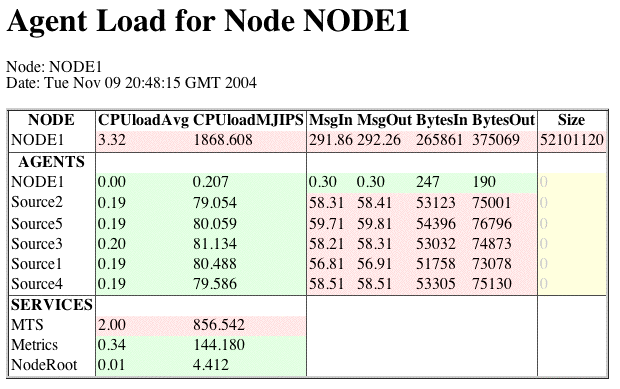 Agent Load for Node NODE1
Node: NODE1
Date: Tue Nov 09 20:48:15 GMT 2004
NODE CPUloadAvg CPUloadMJIPS MsgIn MsgOut BytesIn BytesOut Size
NODE1 3.32 1868.608 291.86 292.26 265861 375069 52101120
AGENTS
NODE1 0.00 0.207 0.30 0.30 247 190 0
Source2 0.19 79.054 58.31 58.41 53123 75001 0
Source5 0.19 80.059 59.71 59.81 54396 76796 0
Source3 0.20 81.134 58.21 58.31 53032 74873 0
Source1 0.19 80.488 56.81 56.91 51758 73078 0
Source4 0.19 79.586 58.51 58.51 53305 75130 0
SERVICES
MTS 2.00 856.542
Metrics 0.34 144.180
NodeRoot 0.01 4.412